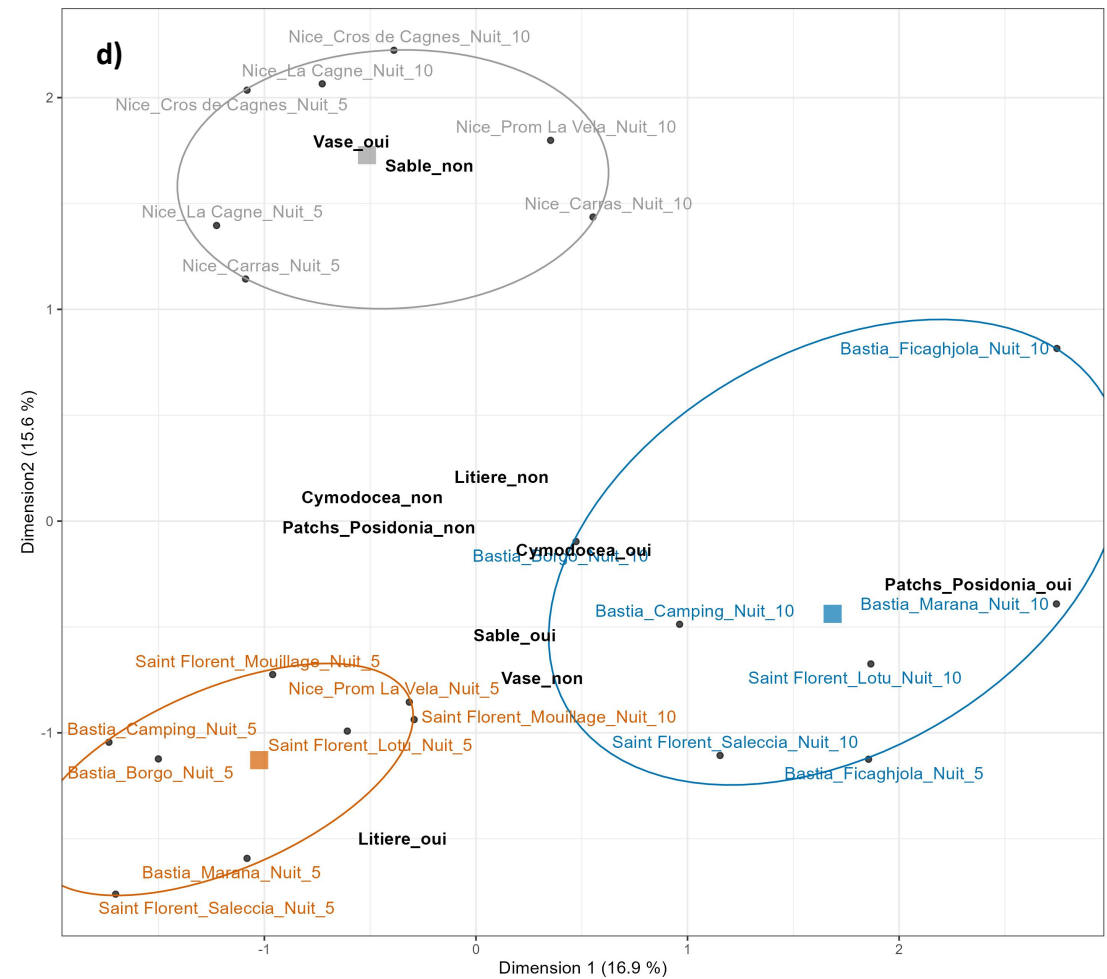 d)
Nice_Cros de Cagnes_Nuit_10
Nice_La Cagne_Nuit_10
Nice_Cros de Cagnes_Nuit_5
Nice_Prom La Vela_Nuit_10
Vase_oui
Sable_non
Nice_La Cagne_Nuit_5
Nice_Carras_Nuit_10
Nice_Carras_Nuit_5
Bastia_Ficaghjola_Nuit_10
Litiere_non
Cymodocea_non
Patchs_Posidonia_non
Cymodocea_oui
Bastia_Borgo_Nuit_10
Patchs_Posidonia_oui
Bastia_Camping_Nuit_10
Bastia_Marana_Nuit_10
Sable_oui
Saint Florent_Mouillage_Nuit_5
Vase_non
Saint Florent_Lotu_Nuit_10
Nice_Prom La Vela_Nuit_5
Saint Florent_Mouillage_Nuit_10
Bastia_Camping_Nuit_5
Saint Florent_Lotu_Nuit_5
Saint Florent_Saleccia_Nuit_10
Bastia_Borgo_Nuit_5
Bastia_Ficaghjola_Nuit_5
Litiere_oui
Bastia_Marana_Nuit_5
Saint Florent_Saleccia_Nuit_5
2
1
0
-1
Dimension2 (15.6 %)
-1
0
1
2
Dimension 1 (16.9 %)